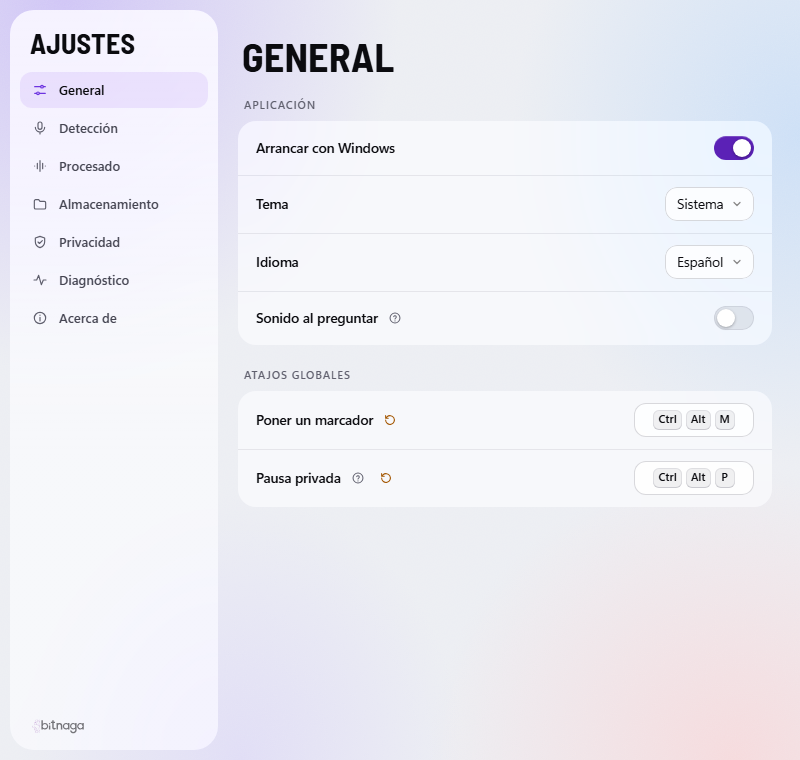 AJUSTES
General
Detección
Procesado
Almacenamiento
Privacidad
Diagnóstico
Acerca de
bitnaga
GENERAL
APLICACIÓN
Arrancar con Windows
Tema Sistema
Idioma Español
Sonido al preguntar
ATAJOS GLOBALES
Poner un marcador Ctrl Alt M
Pausa privada Ctrl Alt P